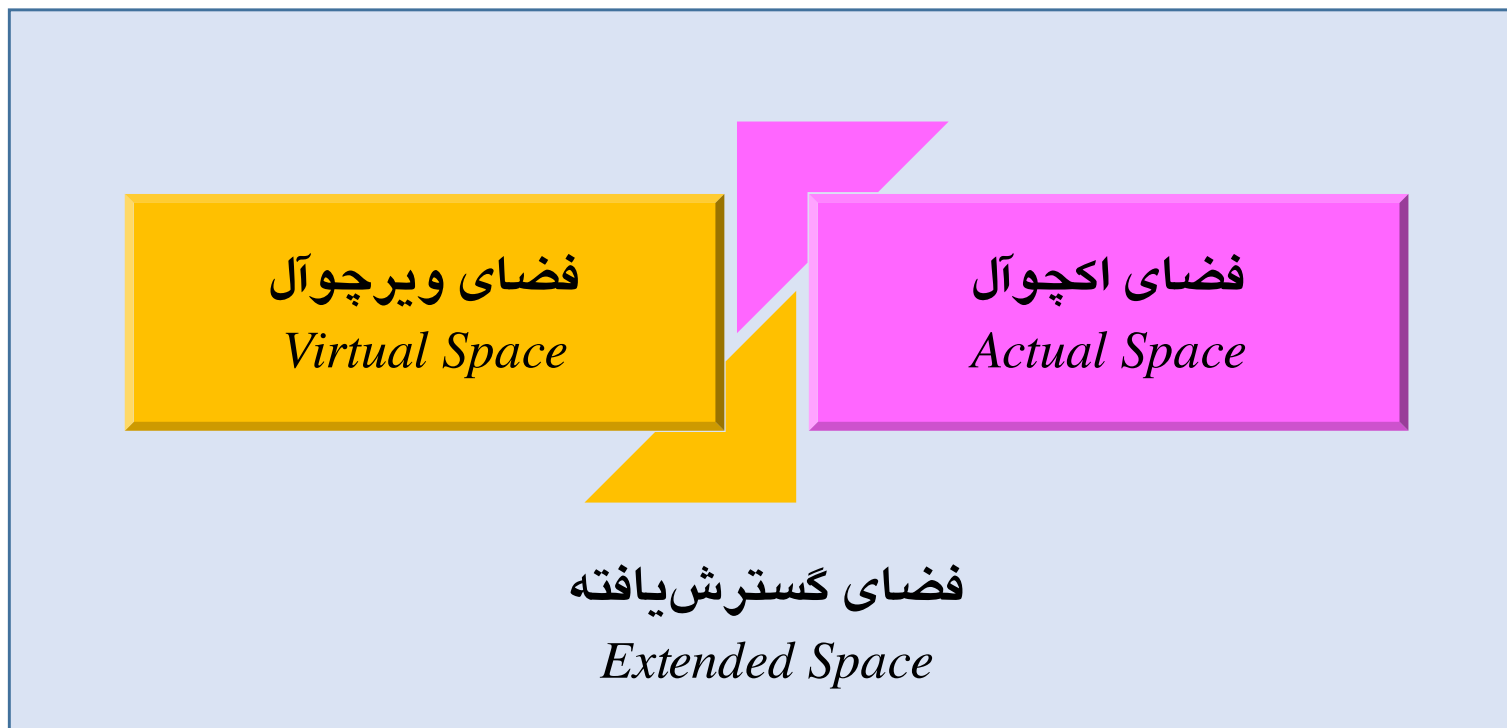 فضای اکچوآل
Actual Space
فضای ویرچوآل
Virtual Space
فضای گسترش‌یافته
Extended Space